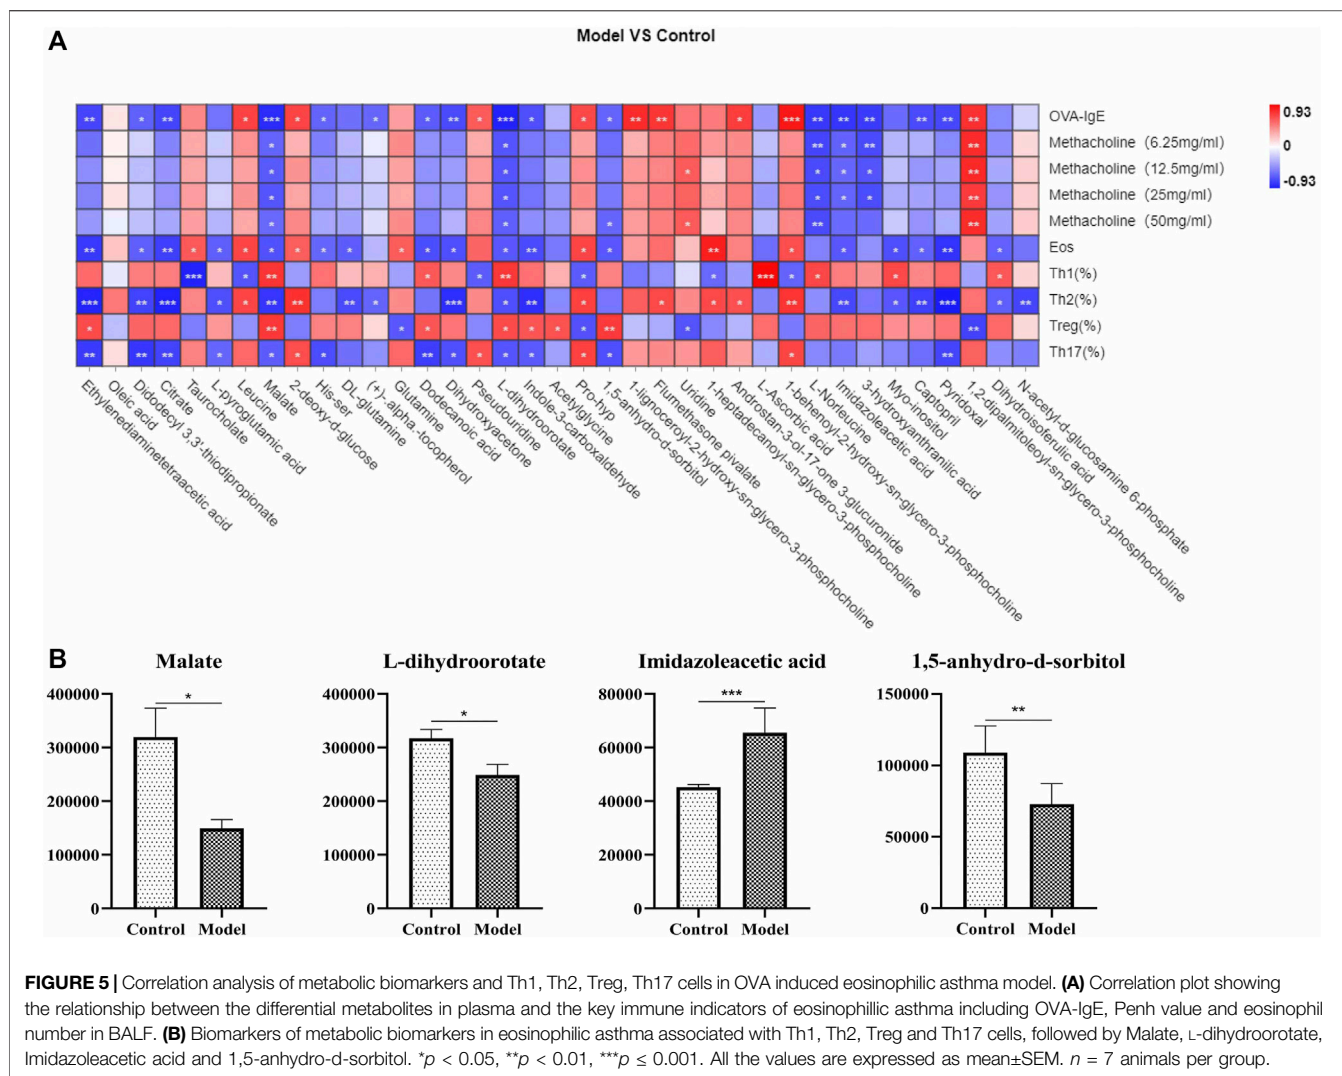 A
Model VS Control
OVA-IgE
Methacholine (6.25mg/ml)
Methacholine (12.5mg/ml)
Methacholine (25mg/ml)
Methacholine (50mg/ml)
Eos
Th1(%)
Th2(%)
Treg(%)
Th17(%)
0.93
0
-0.93
Ethylenediaminetetraacetic acid
Oleic acid
Didodecyl 3,3'-thiodipropionate
Citrate
Taurocholate
L-pyroglutamic acid
Leucine
Malate
2-deoxy-d-glucose
His-ser
DL-glutamine
(+)-.alpha.-tocopherol
Glutamine
Dodecanoic acid
Dihydroxyacetone
Pseudouridine
L-dihydroorotate
Indole-3-carboxaldehyde
Acetylglycine
Pro-hyp
1,5-anhydro-d-sorbitol
1-lignoceroyl-2-hydroxy-sn-glycero-3-phosphocholine
Flumethasone pivalate
Uridine
1-heptadecanoyl-sn-glycero-3-phosphocholine
Androstan-3-ol-17-one 3-glucuronide
L-Ascorbic acid
1-behenoyl-2-hydroxy-sn-glycero-3-phosphocholine
L-Norleucine
Imidazoleacetic acid
3-hydroxyanthranilic acid
Myo-inositol
Captopril
Pyridoxal
1,2-dipalmitoleoyl-sn-glycero-3-phosphocholine
Dihydroisoferulic acid
N-acetyl-d-glucosamine 6-phosphate
B
Malate
400000
300000
200000
100000
0
*
Control Model
L-dihydroorotate
400000
300000
200000
100000
0
*
Control Model
Imidazoleacetic acid
80000
60000
40000
20000
0
***
Control Model
1,5-anhydro-d-sorbitol
150000
100000
50000
0
**
Control Model
FIGURE 5 | Correlation analysis of metabolic biomarkers and Th1, Th2, Treg, Th17 cells in OVA induced eosinophilic asthma model. (A) Correlation plot showing
the relationship between the differential metabolites in plasma and the key immune indicators of eosinophillic asthma including OVA-IgE, Penh value and eosinophil
number in BALF. (B) Biomarkers of metabolic biomarkers in eosinophilic asthma associated with Th1, Th2, Treg and Th17 cells, followed by Malate, L-dihydroorotate,
Imidazoleacetic acid and 1,5-anhydro-d-sorbitol. *p < 0.05, **p < 0.01, ***p ≤ 0.001. All the values are expressed as mean±SEM. n = 7 animals per group.